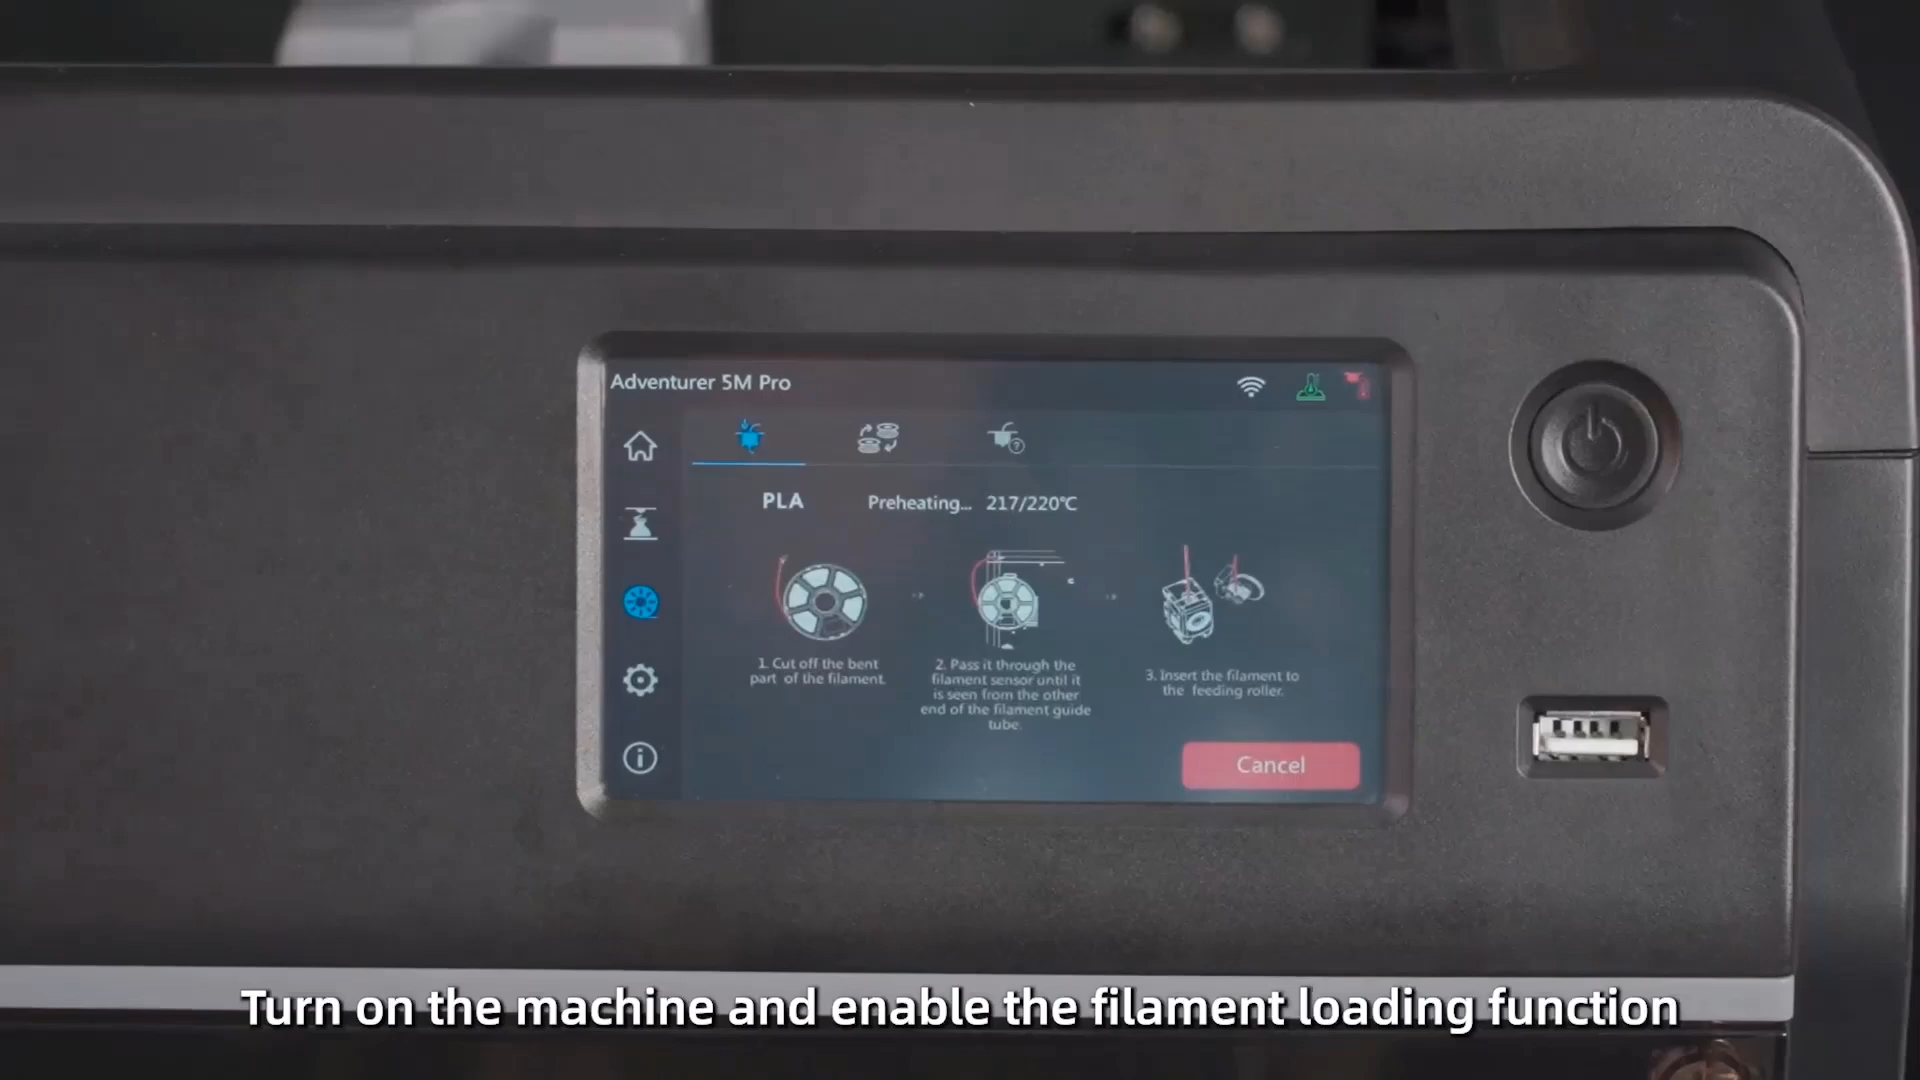 Adventurer 5M Pro
PLA
Preheating... 217/220℃
1. Cut off the bent
part of the filament.
2. Pass it through the
filament sensor until it
is seen from the other
end of the filament guide
tube.
3. Insert the filament to
the feeding roller.
Cancel
Turn on the machine and enable the filament loading function